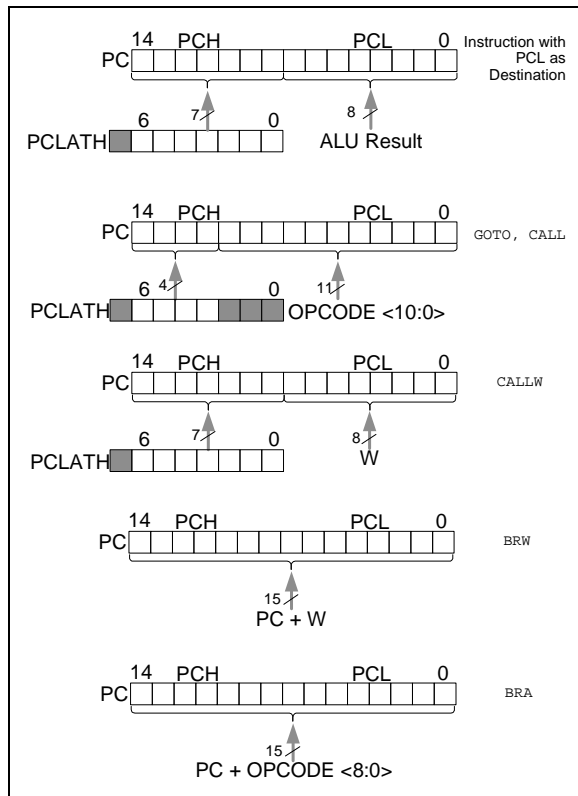 14 PCH PCL 0
PC
Instruction with
PCL as
Destination
7 8
6 0
PCLATH
ALU Result
14 PCH PCL 0
PC
GOTO, CALL
4 11
6 0
PCLATH
OPCODE <10:0>
14 PCH PCL 0
PC
CALLW
7 8
6 0
PCLATH
W
14 PCH PCL 0
PC
BRW
15
PC + W
14 PCH PCL 0
PC
BRA
15
PC + OPCODE <8:0>